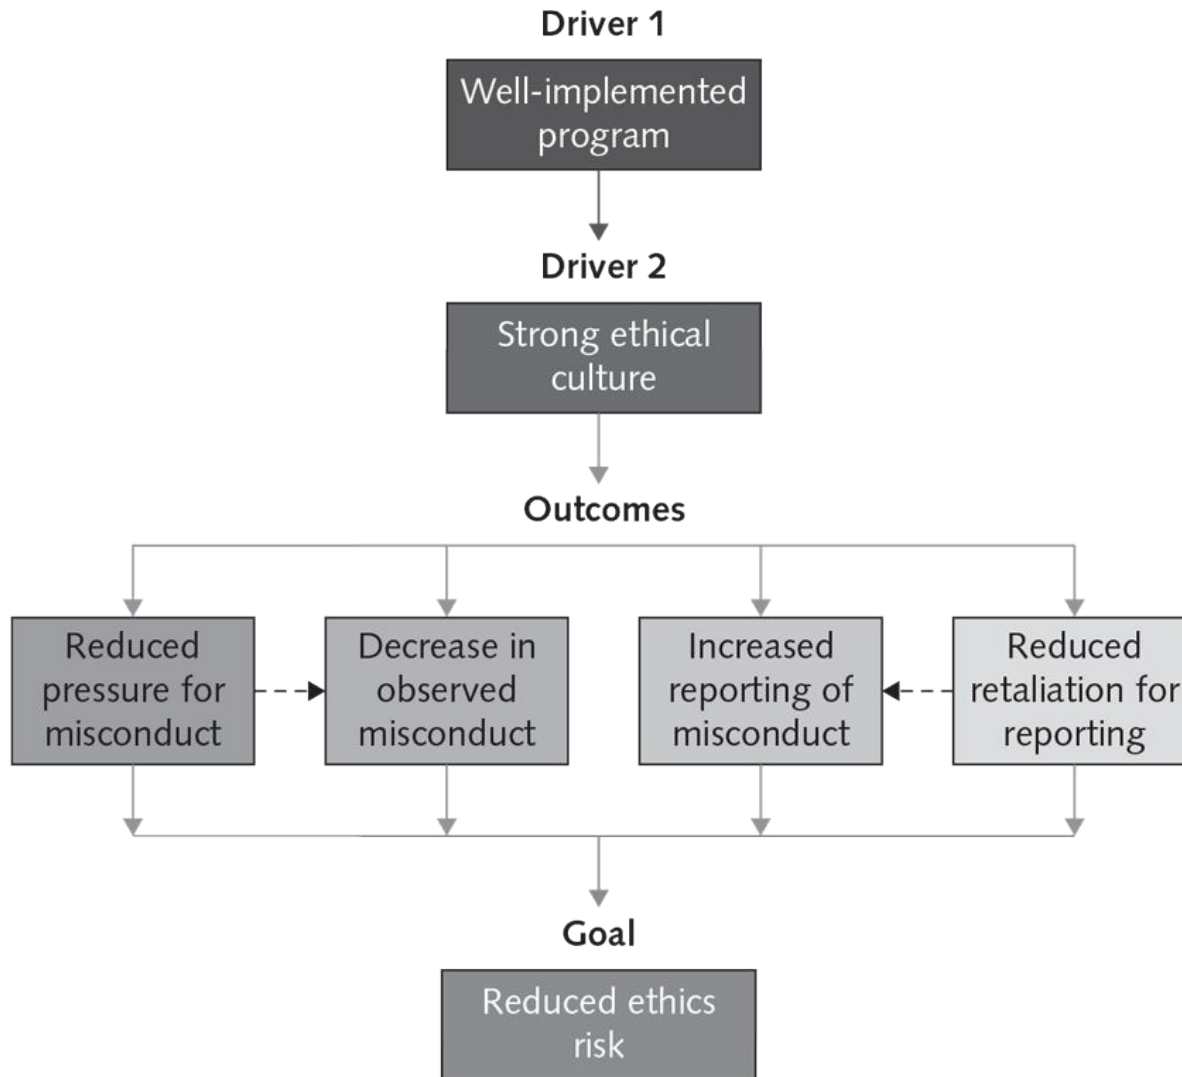 Driver 1
Well-implemented
program
Driver 2
Strong ethical
culture
Outcomes
Reduced
pressure for
misconduct
Decrease in
observed
misconduct
Increased
reporting of
misconduct
Reduced
retaliation for
reporting
Goal
Reduced ethics
risk